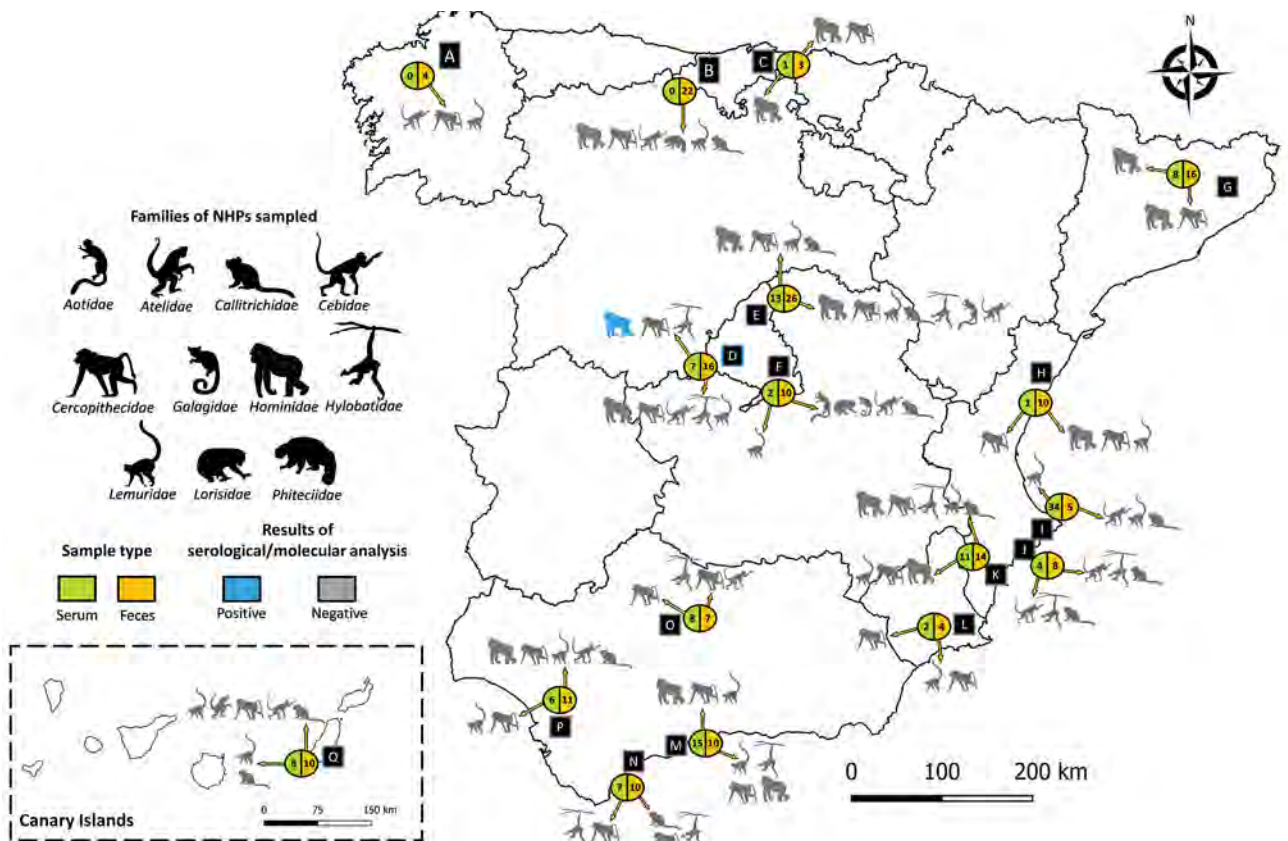 N
A
0 4
B
0 22
C
1 3
8 16
G
Families of NHPs sampled
Aotidae Atelidae Callitrichidae Cebidae
Cercopithecidae Galagidae Hominidae Hylobatidae
Lemuridae Lorisidae Phiteciidae
Sample type
Serum Feces
Results of
serological/molecular analysis
Positive Negative
13 26
E
7 16
D
F
2 10
H
1 10
34 5
I
J
4 8
11 14
K
2 4
L
8 7
O
6 11
P
M
15 10
N
7 10
0 100 200 km
8 10
Q
0 75 150 km
Canary Islands